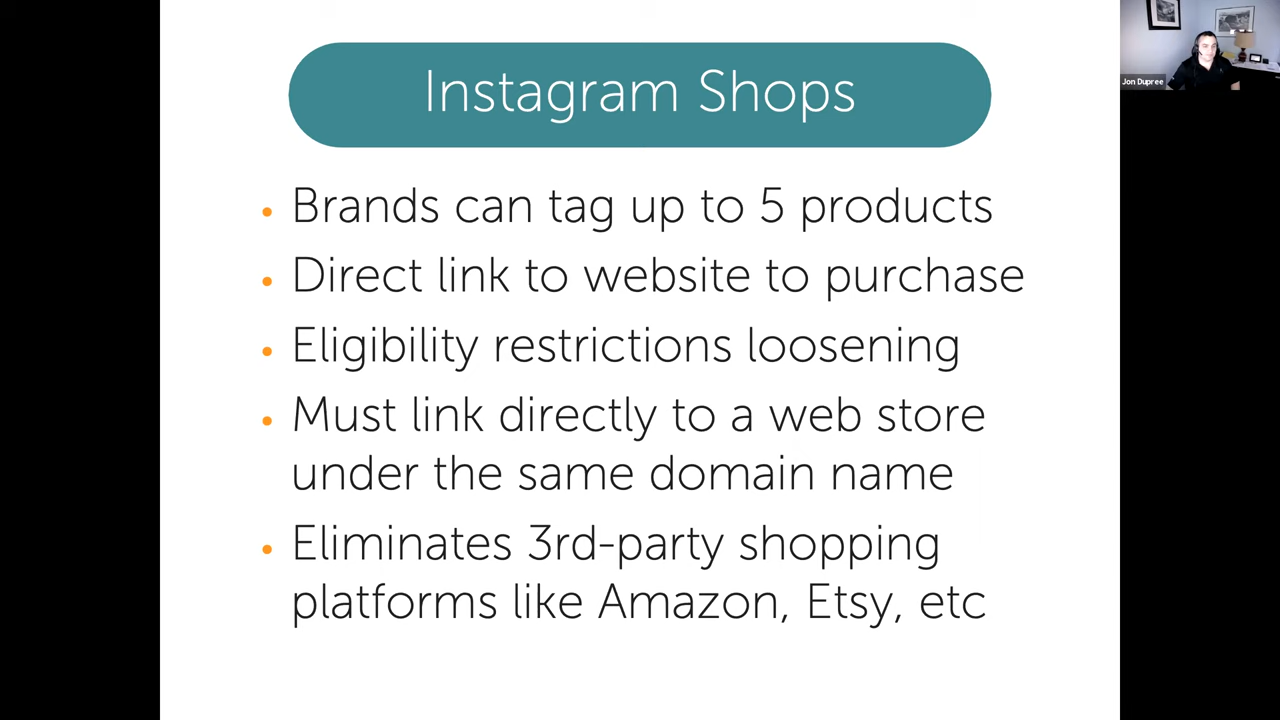 Instagram Shops
Jon Dupree
• Brands can tag up to 5 products
• Direct link to website to purchase
• Eligibility restrictions loosening
• Must link directly to a web store
under the same domain name
• Eliminates 3rd-party shopping
platforms like Amazon, Etsy, etc